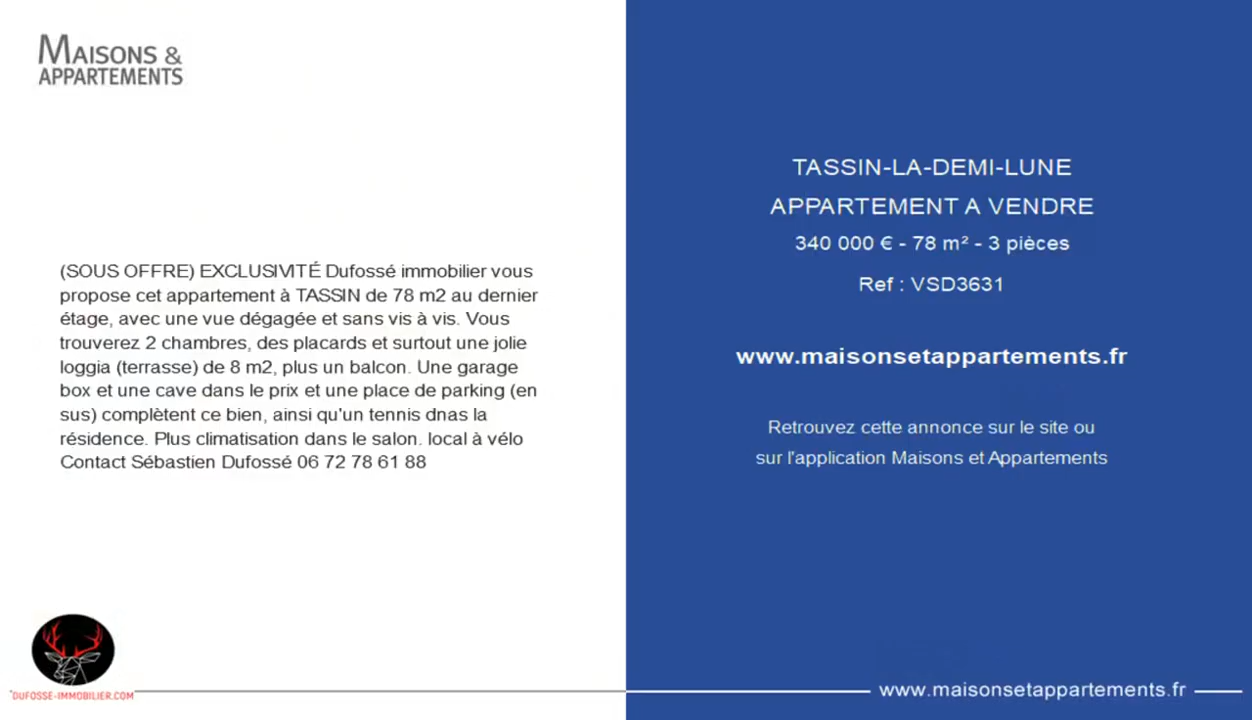 MAISONS &
APPARTEMENTS
(SOUS OFFRE) EXCLUSIVITÉ Dufossé immobilier vous
propose cet appartement à TASSIN de 78 m2 au dernier
étage, avec une vue dégagée et sans vis à vis. Vous
trouverez 2 chambres, des placards et surtout une jolie
loggia (terrasse) de 8 m2, plus un balcon. Une garage
box et une cave dans le prix et une place de parking (en
sus) complètent ce bien, ainsi qu'un tennis dnas la
résidence. Plus climatisation dans le salon. local à vélo
Contact Sébastien Dufossé 06 72 78 61 88
DUFOSSE-IMMOBILIER.COM
TASSIN-LA-DEMI-LUNE
APPARTEMENT A VENDRE
340 000 € - 78 m² - 3 pièces
Ref : VSD3631
www.maisonsetappartements.fr
Retrouvez cette annonce sur le site ou
sur l'application Maisons et Appartements
www.maisonsetappartements.fr